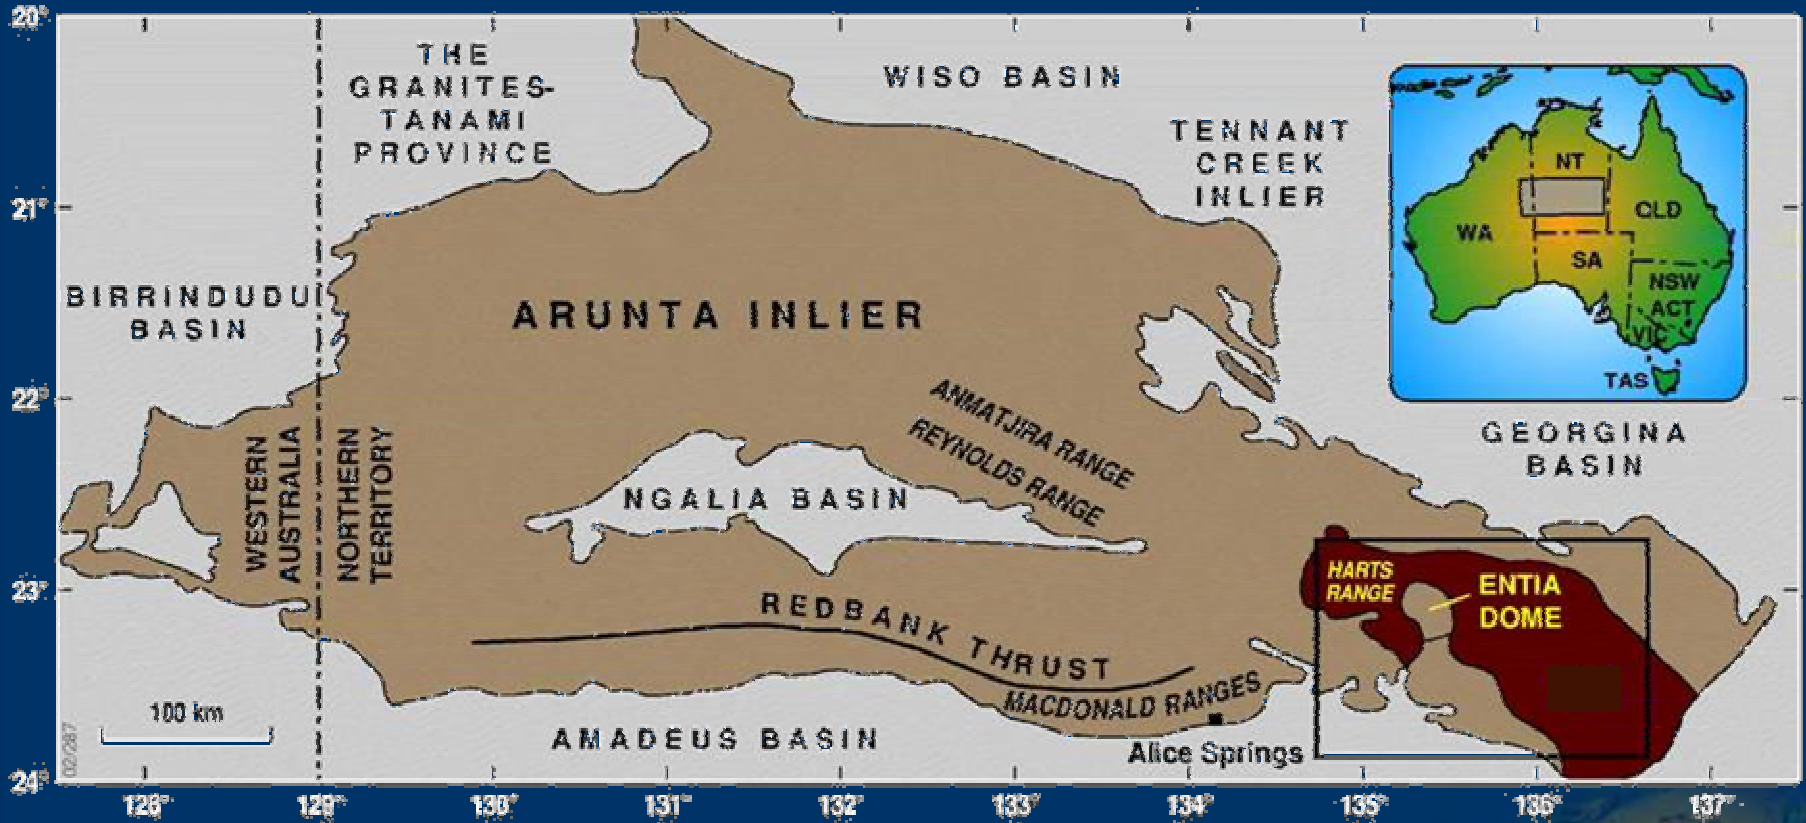 20°
THE
GRANITES-
TANAMI
PROVINCE
WISO BASIN
TENNANT
CREEK
INLIER
21°
BIRRINDUDU
BASIN
ARUNTA INLIER
NT
WA
QLD
SA
NSW
ACT
VIC
TAS
22°
ANMATJIRA RANGE
REYNOLDS RANGE
GEORGINA
BASIN
WESTERN
AUSTRALIA
NORTHERN
TERRITORY
NGALIA BASIN
23°
HARTS
RANGE
ENTIA
DOME
REDBANK THRUST
MACDONALD RANGES
100 km
AMADEUS BASIN
Alice Springs
02/287
24°
128° 129° 130° 131° 132° 133° 134° 135° 136° 137°